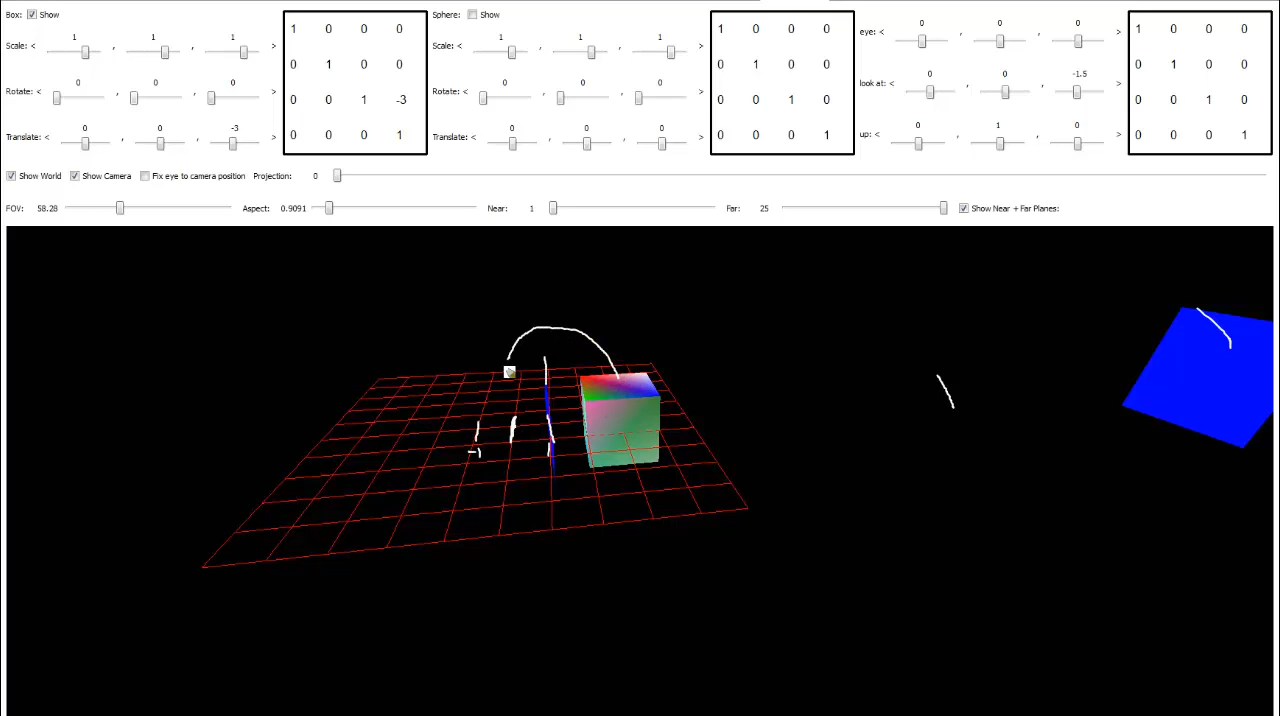 Box: Show Sphere: Show
1 0 0 0 1 0 0 0 1 0 0 0
0 0 0
eye: < , , >
1 1 1 1 1 1
Scale: < , , > Scale: < , , >
0 1 0 0 0 1 0 0 0 1 0 0
0 0 -1.5
look at: < , , >
0 0 0 0 0 0
Rotate: < , , > Rotate: < , , >
0 0 1 -3 0 0 1 0 0 0 1 0
0 0 -3 0 0 0 0 1 0
Translate: < , , > Translate: < , , > up: < , , >
0 0 0 1 0 0 0 1 0 0 0 1
Show World Show Camera Fix eye to camera position Projection: 0
FOV: 58.28 Aspect: 0.9091 Near: 1 Far: 25 Show Near + Far Planes: